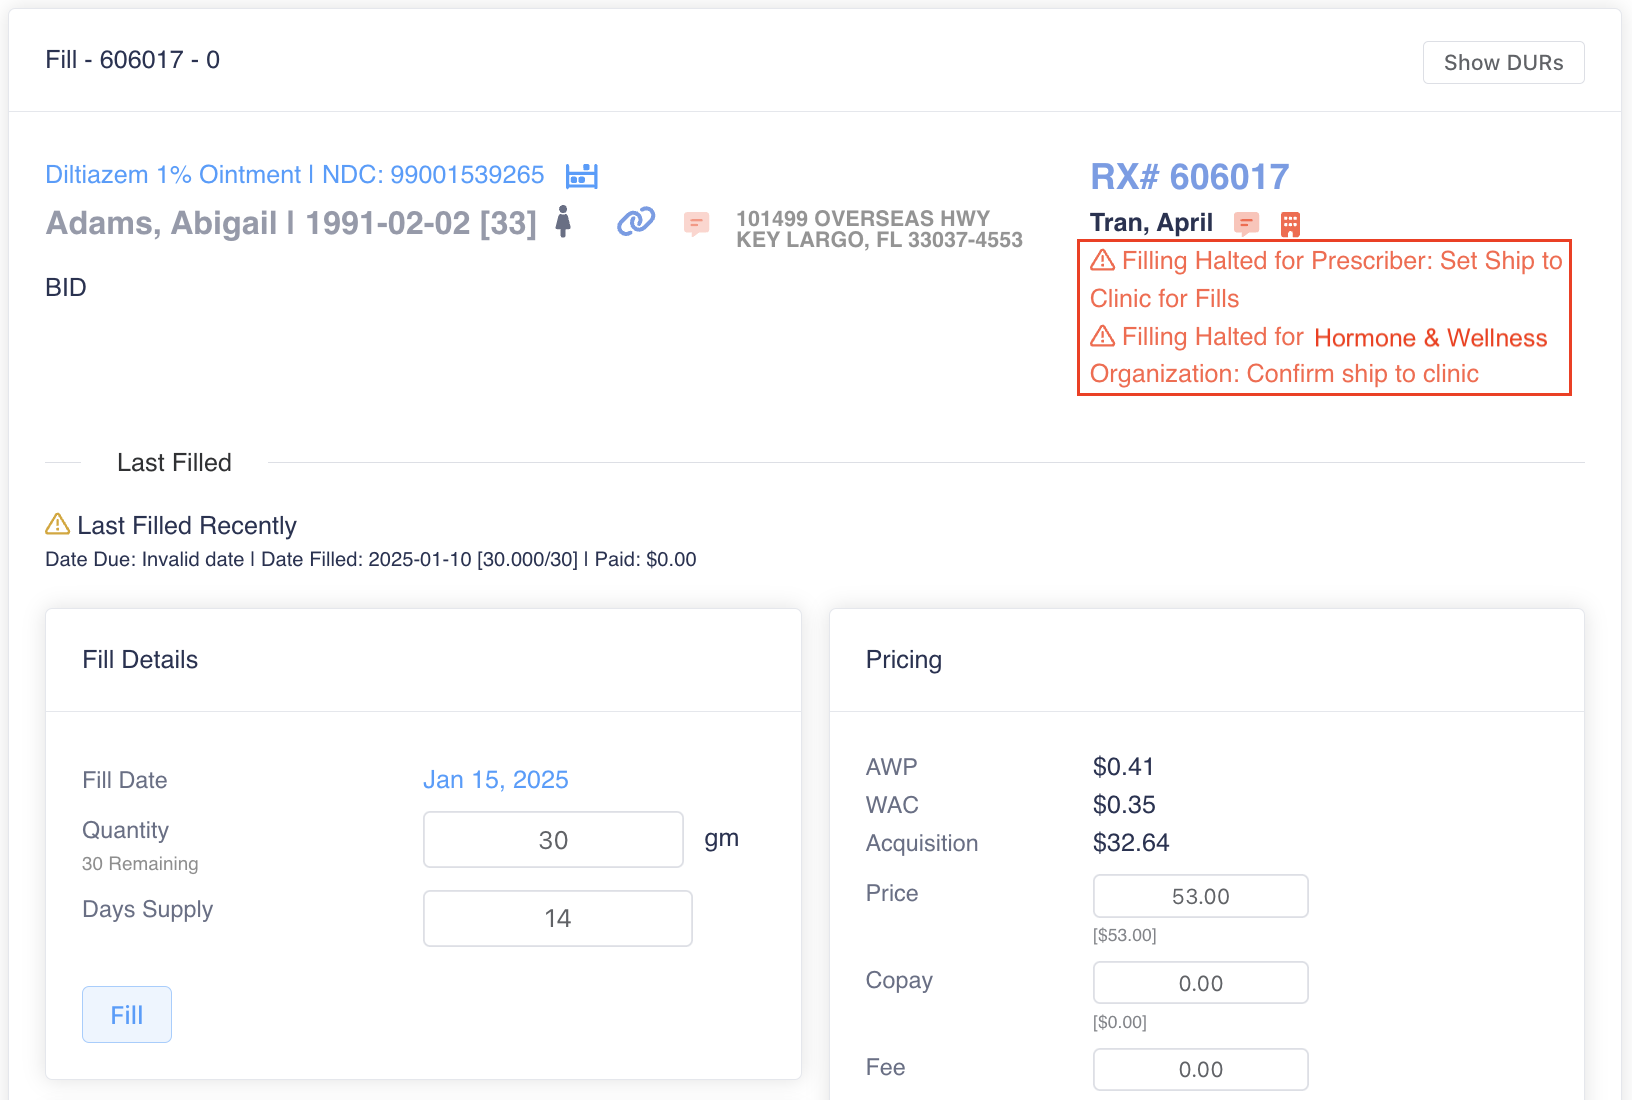 Fill - 606017 - 0
Show DURs
Diltiazem 1% Ointment | NDC: 99001539265
Adams, Abigail | 1991-02-02 [33]
101499 OVERSEAS HWY
KEY LARGO, FL 33037-4553
BID
RX# 606017
Tran, April
Filling Halted for Prescriber: Set Ship to
Clinic for Fills
Filling Halted for Hormone & Wellness
Organization: Confirm ship to clinic
Last Filled
Last Filled Recently
Date Due: Invalid date | Date Filled: 2025-01-10 [30.000/30] | Paid: $0.00
Fill Details
Fill Date Jan 15, 2025
Quantity 30 gm
30 Remaining
Days Supply 14
Fill
Pricing
AWP $0.41
WAC $0.35
Acquisition $32.64
Price 53.00
[$53.00]
Copay 0.00
[$0.00]
Fee 0.00